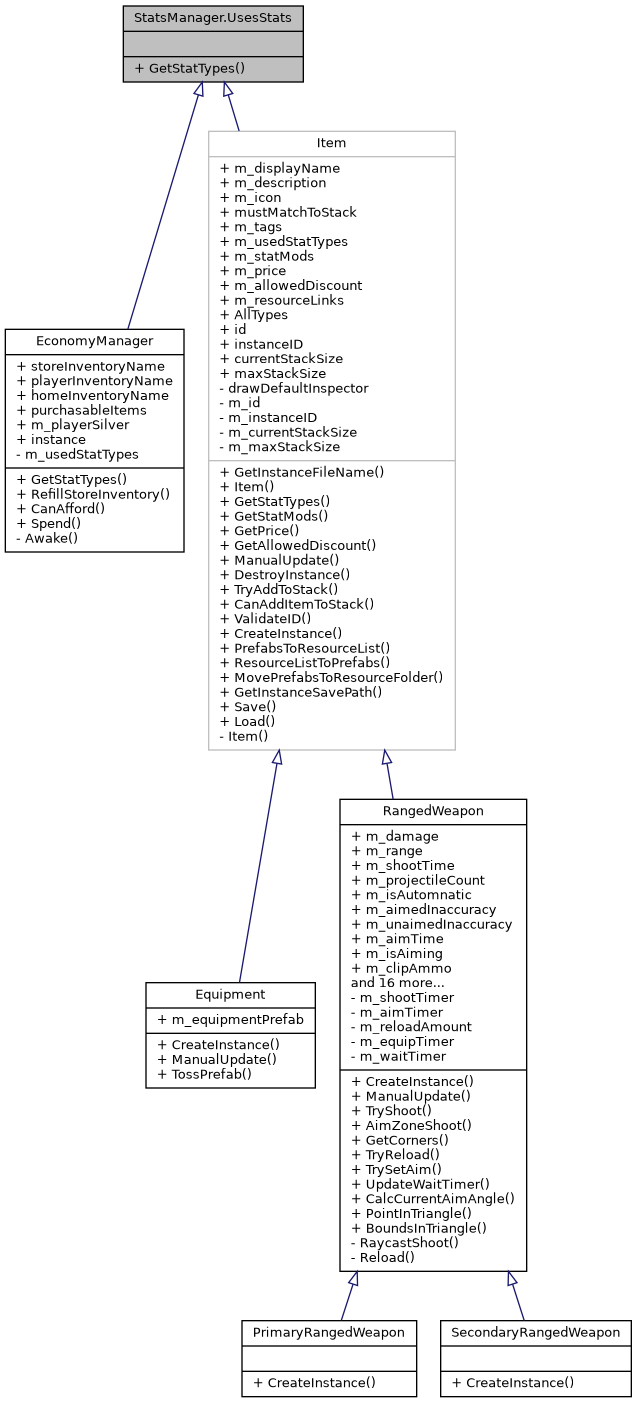 StatsManager.UsesStats
+ GetStatTypes()
Item
+ m_displayName
+ m_description
+ m_icon
+ mustMatchToStack
+ m_tags
+ m_usedStatTypes
+ m_statMods
+ m_price
+ m_allowedDiscount
+ m_resourceLinks
+ AllTypes
+ id
+ instanceID
+ currentStackSize
+ maxStackSize
- drawDefaultInspector
- m_id
- m_instanceID
- m_currentStackSize
- m_maxStackSize
+ GetInstanceFileName()
+ Item()
+ GetStatTypes()
+ GetStatMods()
+ GetPrice()
+ GetAllowedDiscount()
+ ManualUpdate()
+ DestroyInstance()
+ TryAddToStack()
+ CanAddItemToStack()
+ ValidateID()
+ CreateInstance()
+ PrefabsToResourceList()
+ ResourceListToPrefabs()
+ MovePrefabsToResourceFolder()
+ GetInstanceSavePath()
+ Save()
+ Load()
- Item()
EconomyManager
+ storeInventoryName
+ playerInventoryName
+ homeInventoryName
+ purchasableItems
+ m_playerSilver
+ instance
- m_usedStatTypes
+ GetStatTypes()
+ RefillStoreInventory()
+ CanAfford()
+ Spend()
- Awake()
RangedWeapon
+ m_damage
+ m_range
+ m_shootTime
+ m_projectileCount
+ m_isAutomnatic
+ m_aimedInaccuracy
+ m_unaimedInaccuracy
+ m_aimTime
+ m_isAiming
+ m_clipAmmo
and 16 more...
- m_shootTimer
- m_aimTimer
- m_reloadAmount
- m_equipTimer
- m_waitTimer
+ CreateInstance()
+ ManualUpdate()
+ TryShoot()
+ AimZoneShoot()
+ GetCorners()
+ TryReload()
+ TrySetAim()
+ UpdateWaitTimer()
+ CalcCurrentAimAngle()
+ PointInTriangle()
+ BoundsInTriangle()
- RaycastShoot()
- Reload()
Equipment
+ m_equipmentPrefab
+ CreateInstance()
+ ManualUpdate()
+ TossPrefab()
PrimaryRangedWeapon
+ CreateInstance()
SecondaryRangedWeapon
+ CreateInstance()